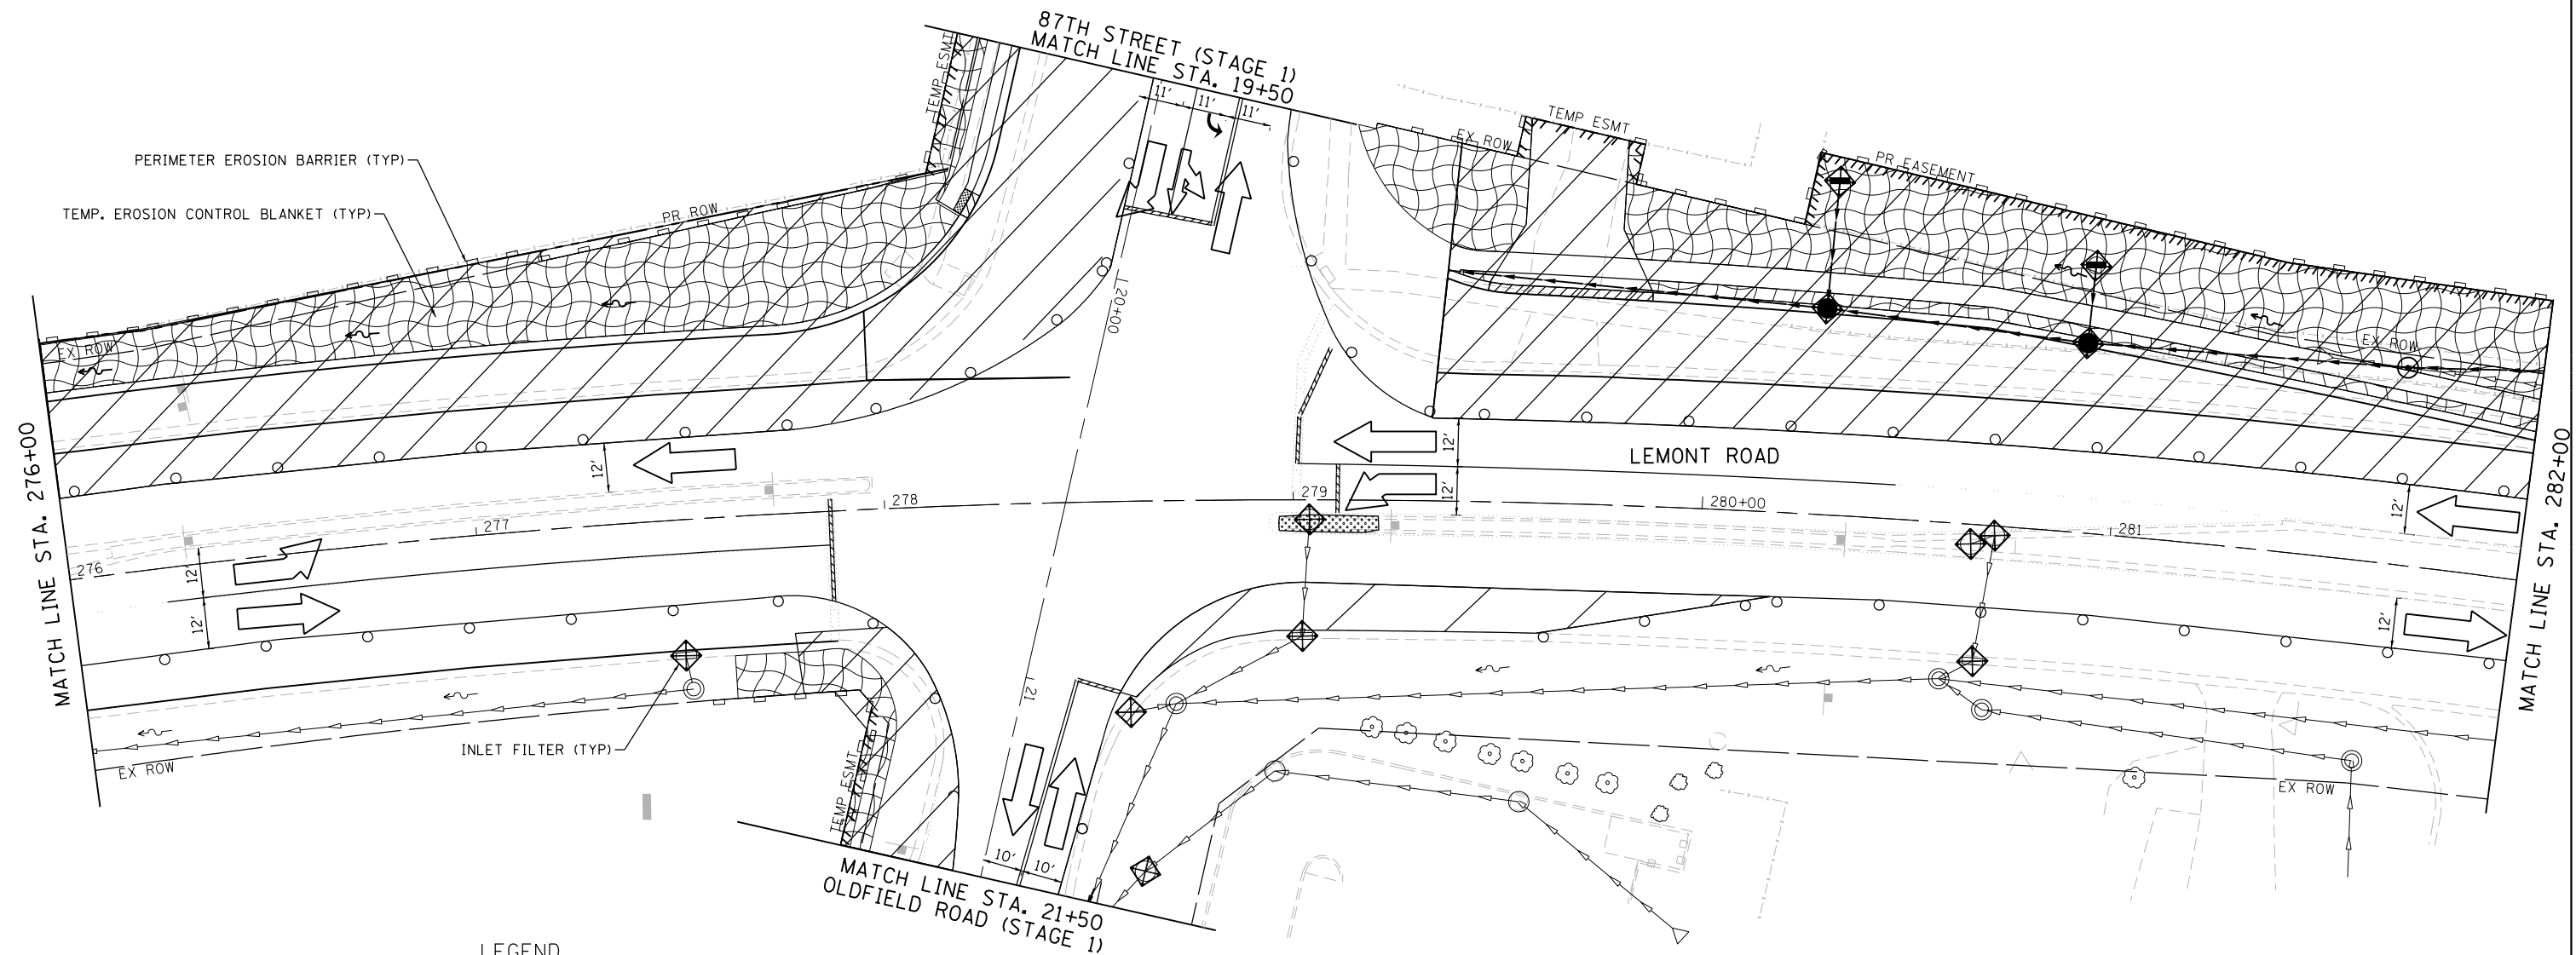 87TH STREET (STAGE 1)
MATCH LINE STA. 19+50
TEMP ESMT
11'
11'
11'
EX ROW
TEMP ESMT
PR EASEMENT
PERIMETER EROSION BARRIER (TYP)
TEMP. EROSION CONTROL BLANKET (TYP)
PR ROW
EX ROW
20+00
EX ROW
MATCH LINE STA. 276+00
12'
12'
12'
LEMONT ROAD
12'
MATCH LINE STA. 282+00
276
277
278
279
280+00
281
12'
12'
12'
21
INLET FILTER (TYP)
EX ROW
TEMP ESMT
EX ROW
10'
10'
MATCH LINE STA. 21+50
OLDFIELD ROAD (STAGE 1)
LEGEND